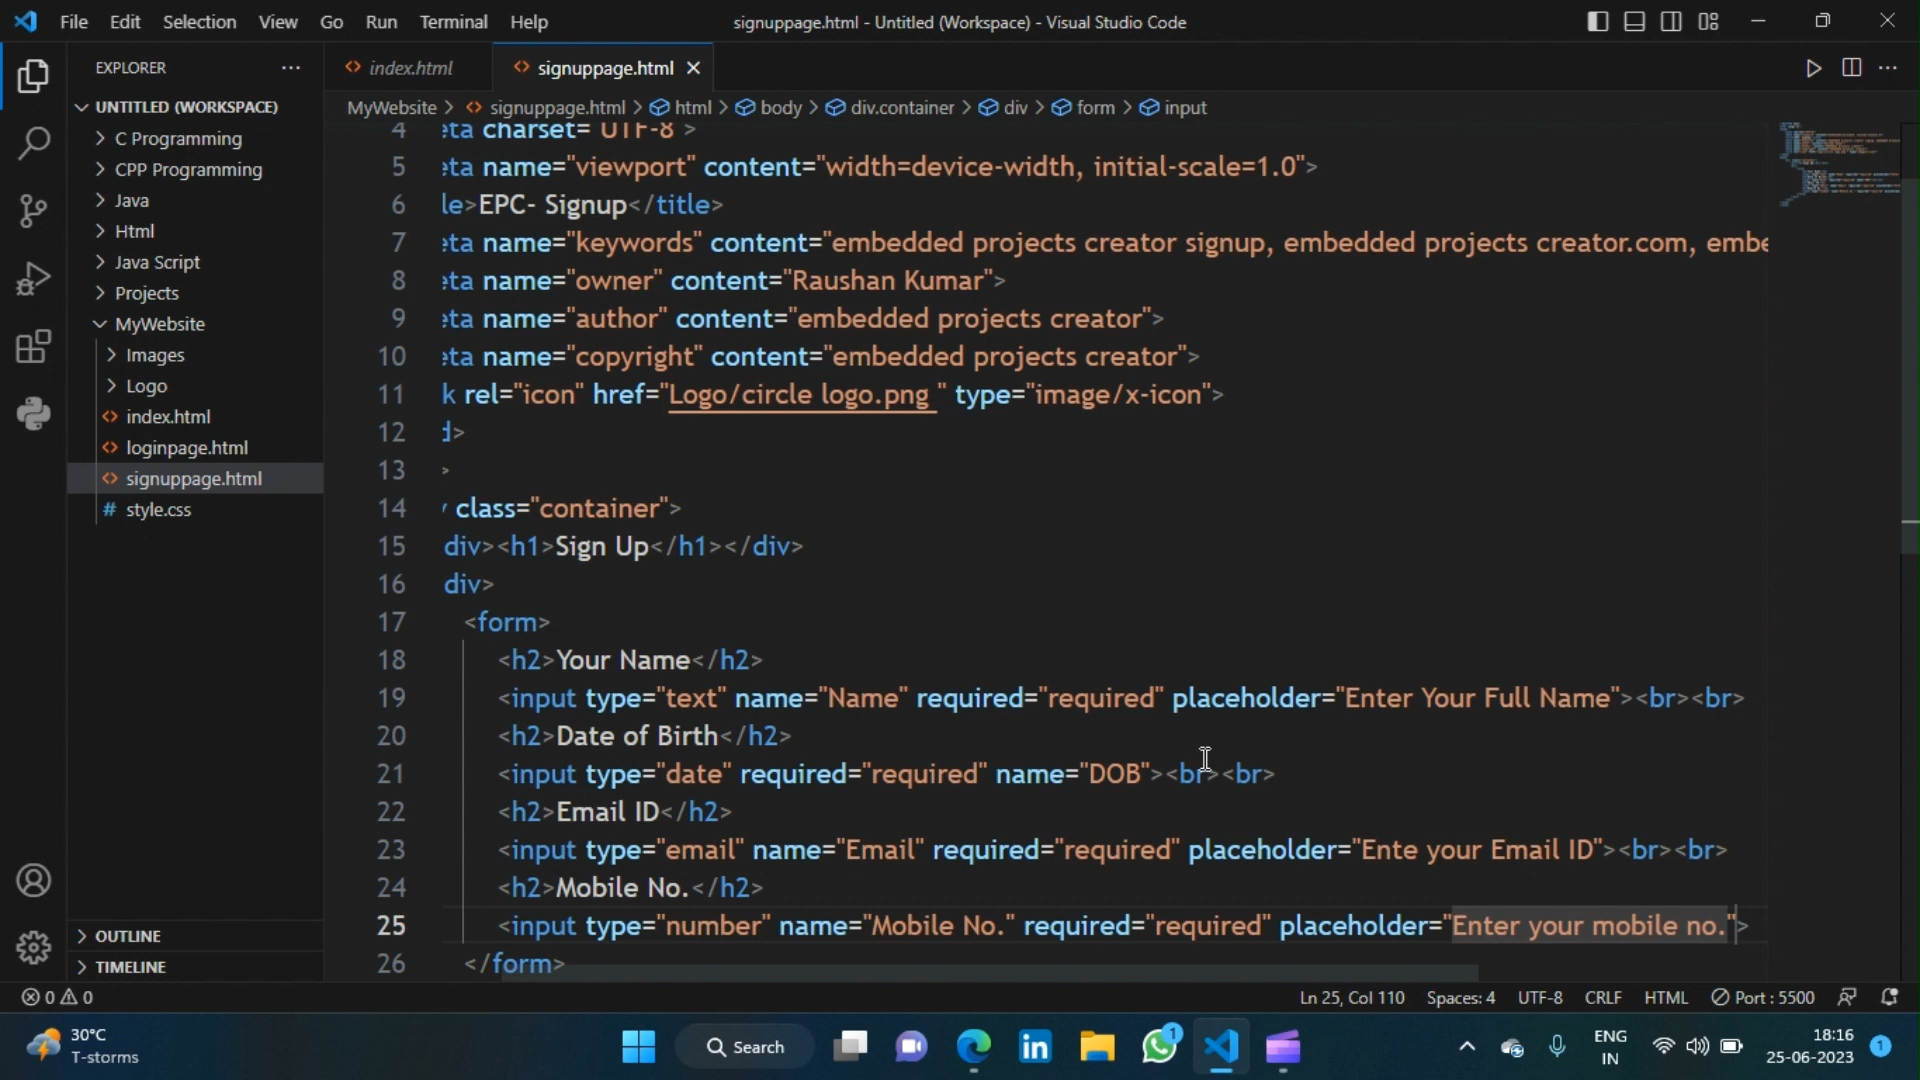 File Edit Selection View Go Run Terminal Help
signuppage.html - Untitled (Workspace) - Visual Studio Code
EXPLORER
UNTITLED (WORKSPACE)
C Programming
CPP Programming
Java
Html
Java Script
Projects
MyWebsite
Images
Logo
index.html
loginpage.html
signuppage.html
# style.css
OUTLINE
TIMELINE
index.html signuppage.html
MyWebsite > signuppage.html > html > body > div.container > div > form > input
4 eta charset="UTF-8">
5 eta name="viewport" content="width=device-width, initial-scale=1.0">
6 le>EPC- Signup</title>
7 eta name="keywords" content="embedded projects creator signup, embedded projects creator.com, embe
8 eta name="owner" content="Raushan Kumar">
9 eta name="author" content="embedded projects creator">
10 eta name="copyright" content="embedded projects creator">
11 k rel="icon" href="Logo/circle logo.png " type="image/x-icon">
12 d>
13 >
14 class="container">
15 div><h1>Sign Up</h1></div>
16 div>
17 <form>
18 <h2>Your Name</h2>
19 <input type="text" name="Name" required="required" placeholder="Enter Your Full Name"><br><br>
20 <h2>Date of Birth</h2>
21 <input type="date" required="required" name="DOB"><br><br>
22 <h2>Email ID</h2>
23 <input type="email" name="Email" required="required" placeholder="Ente your Email ID"><br><br>
24 <h2>Mobile No.</h2>
25 <input type="number" name="Mobile No." required="required" placeholder="Enter your mobile no.">
26 </form>
0 0 Ln 25, Col 110 Spaces: 4 UTF-8 CRLF HTML Port : 5500
30°C
T-storms
Search
1
ENG
IN
18:16
25-06-2023
1